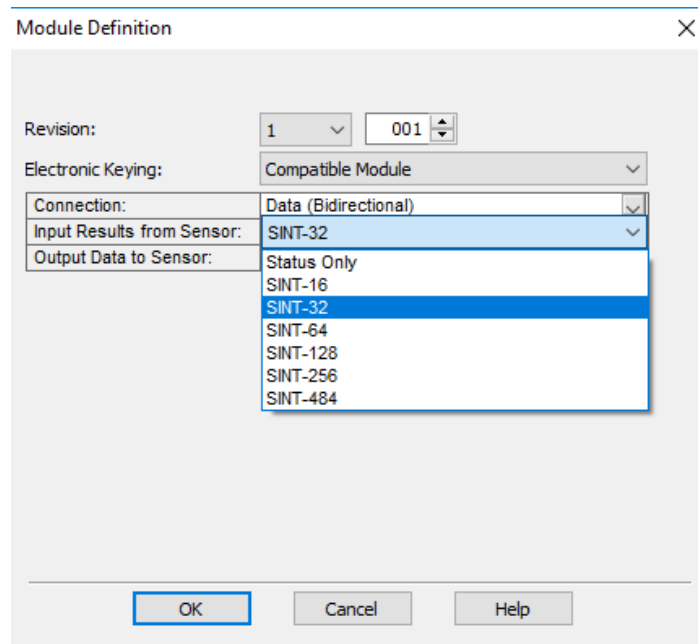 Module Definition
Revision: 1 001
Electronic Keying: Compatible Module
Connection: Data (Bidirectional)
Input Results from Sensor: SINT-32
Output Data to Sensor:
Status Only
SINT-16
SINT-32
SINT-64
SINT-128
SINT-256
SINT-484
OK Cancel Help